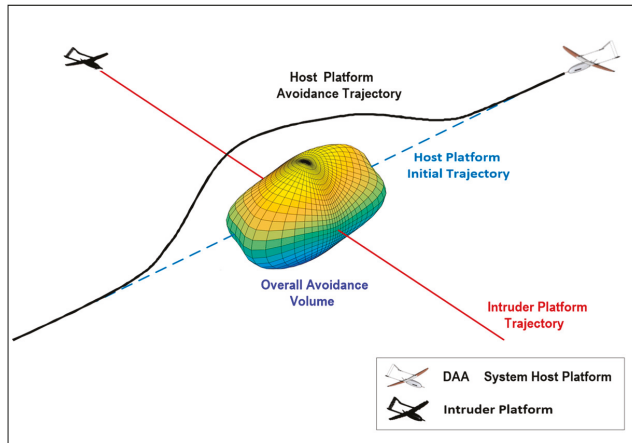 Host Platform
Avoidance Trajectory
Host Platform
Initial Trajectory
Overall Avoidance
Volume
Intruder Platform
Trajectory
DAA System Host Platform
Intruder Platform